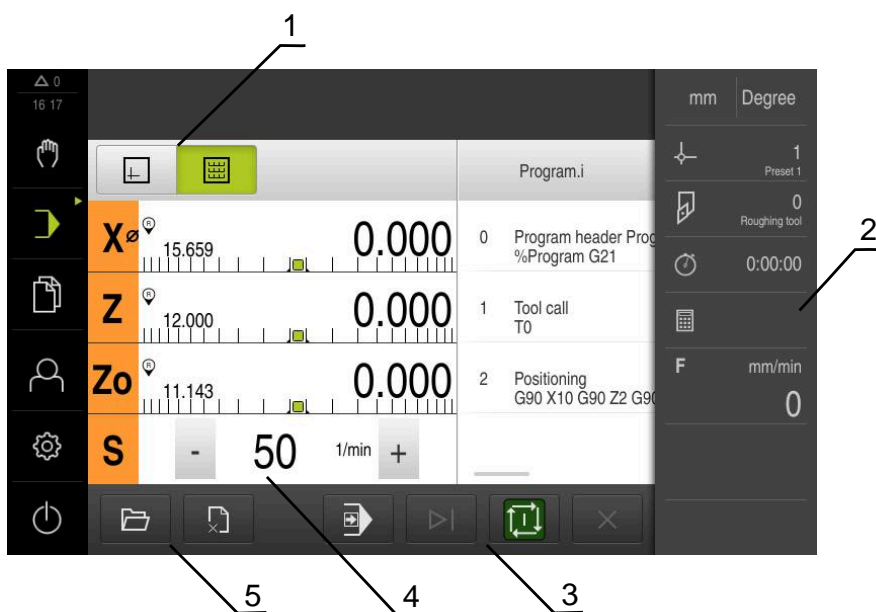 1
△ 0
16 17
mm Degree
1
Preset 1
Program.i
0
Roughing tool
X⌀ R 15.659 0.000
0 Program header Prog
%Program G21
2
0:00:00
Z R 12.000 0.000
1 Tool call
T0
Zo R 11.143 0.000
2 Positioning
G90 X10 G90 Z2 G90
F mm/min
0
S - 50 1/min +
5 4 3